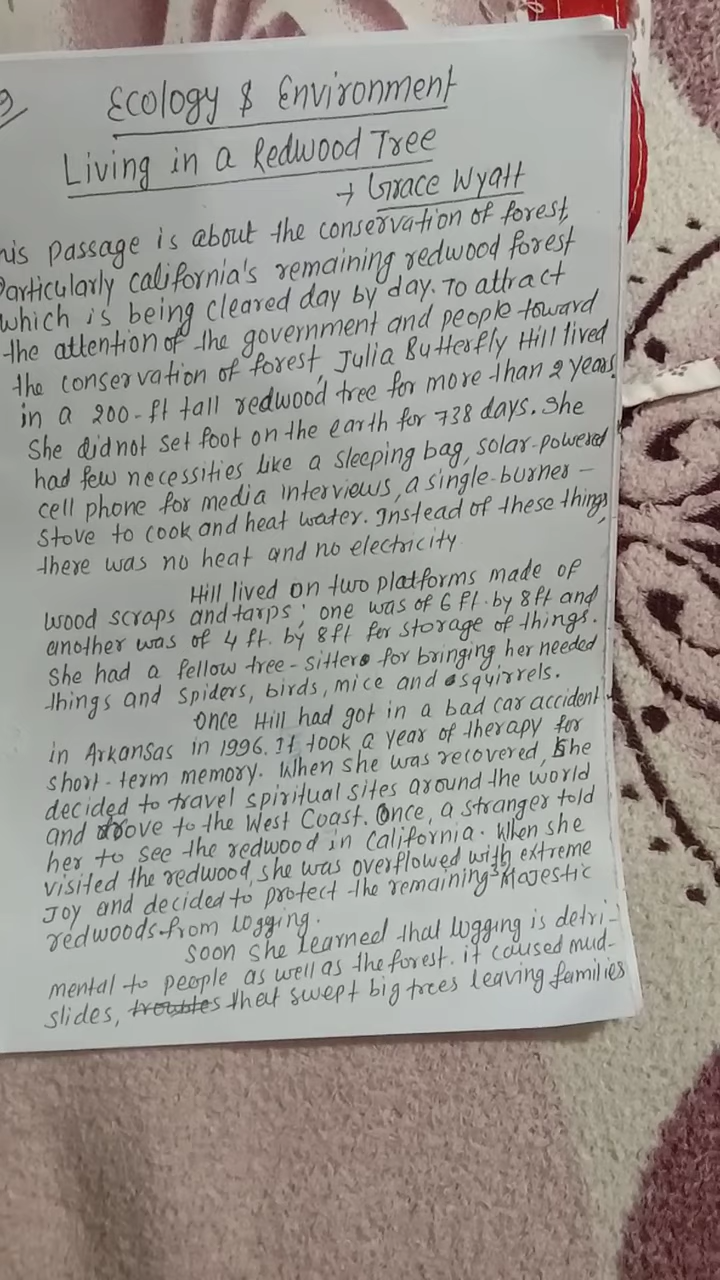 Ecology & Environment
Living in a Redwood Tree
→ Grace Wyatt
his passage is about the conservation of forest,
Particularly california's remaining redwood forest
which is being cleared day by day. To attract
the attention of the government and people toward
the conservation of forest, Julia Butterfly Hill lived
in a 200-ft tall redwood tree for more than 2 years.
She didnot set foot on the earth for 738 days. She
had few necessities like a sleeping bag, solar-powered
cell phone for media interviews, a single-burner-
stove to cook and heat water. Instead of these things,
there was no heat and no electricity
Hill lived on two platforms made of
wood scraps and tarps; one was of 6 ft. by 8ft and
another was of 4 ft. by 8ft for storage of things.
She had a fellow tree-sitters for bringing her needed
things and spiders, birds, mice and squirrels.
Once Hill had got in a bad car accident
in Arkansas in 1996. It took a year of therapy for
short-term memory. When she was recovered, She
decided to travel spiritual sites around the world
and drove to the West Coast. Once, a stranger told
her to see the redwood in California. When she
visited the redwood, she was overflowed with extreme
Joy and decided to protect the remaining Majestic
redwoods from logging.
Soon she learned that logging is detri-
mental to people as well as the forest. it caused mud-
slides, that swept big trees leaving families